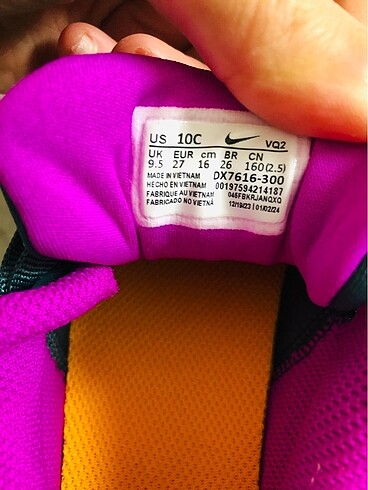 US 10C VQ2
UK EUR cm BR CN
9.5 27 16 26 160(2.5)
MADE IN VIETNAM DX7616-300
HECHO EN VIETNAM 00197594214187
FABRIQUE AU VIETNAM 045FBKRJANQXQ
FABRICADO NO VIETNÃ 12/19/23 | 01/02/24